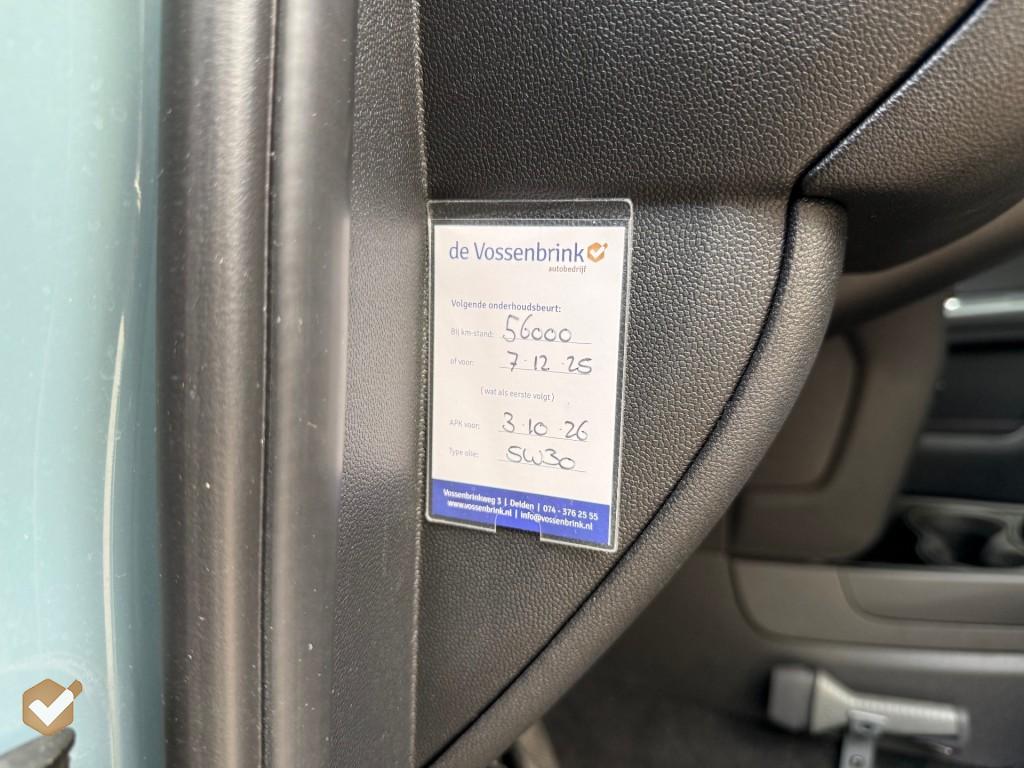 de Vossenbrink
autobedrijf
Volgende onderhoudsbeurt:
Bij km-stand: 56000
of voor: 7-12-25
(wat als eerste volgt)
APK voor: 3-10-26
Type olie: 5W30
Vossenbrinkweg 3 | Delden | 074 - 376 25 55
www.vossenbrink.nl | info@vossenbrink.nl